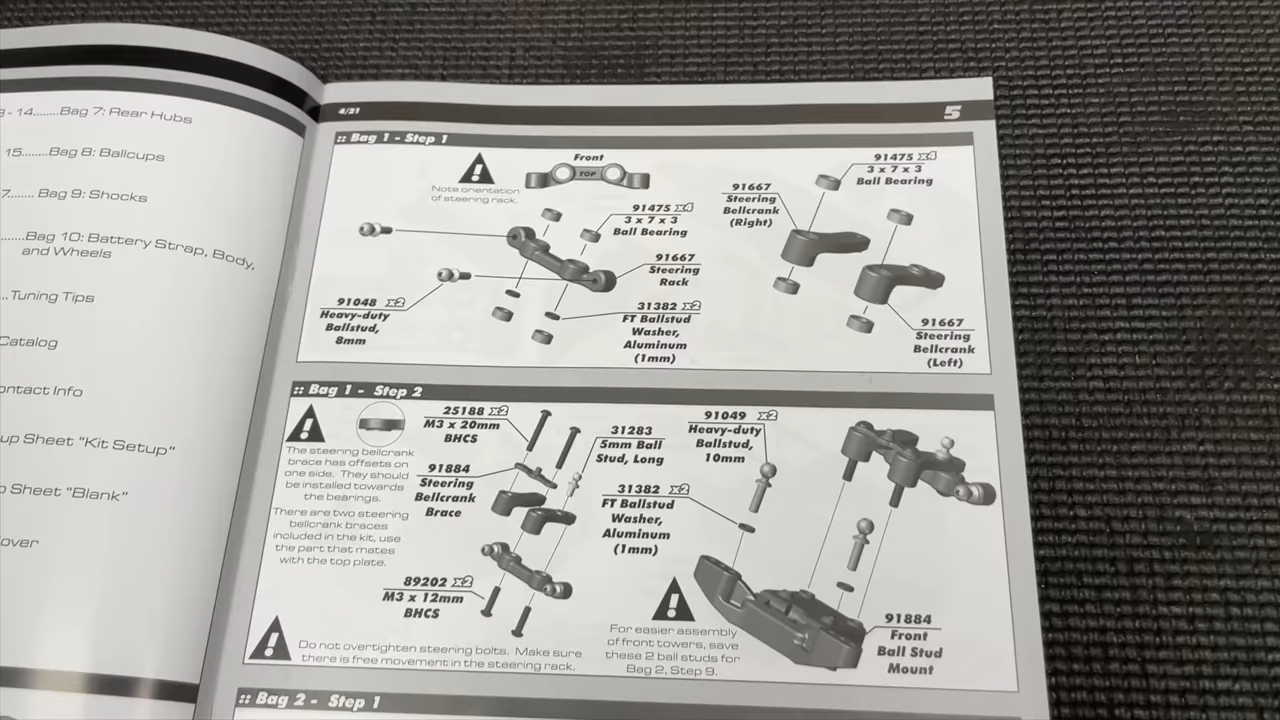 - 14........Bag 7: Rear Hubs
15.......Bag 8: Ballcups
7....... Bag 9: Shocks
.......Bag 10: Battery Strap, Body,
and Wheels
..Tuning Tips
Catalog
ontact Info
up Sheet "Kit Setup"
Sheet "Blank"
over
4/21
5
:: Bag 1 - Step 1
Note orientation
of steering rack.
Front
TOP
91475 x4
3 x 7 x 3
Ball Bearing
91667
Steering
Rack
31382 x2
FT Ballstud
Washer,
Aluminum
(1mm)
91048 x2
Heavy-duty
Ballstud,
8mm
91667
Steering
Bellcrank
(Right)
91475 x4
3 x 7 x 3
Ball Bearing
91667
Steering
Bellcrank
(Left)
:: Bag 1 - Step 2
The steering bellcrank
brace has offsets on
one side. They should
be installed towards
the bearings.
There are two steering
bellcrank braces
included in the kit, use
the part that mates
with the top plate.
25188 x2
M3 x 20mm
BHCS
91884
Steering
Bellcrank
Brace
31283
5mm Ball
Stud, Long
89202 x2
M3 x 12mm
BHCS
Do not overtighten steering bolts. Make sure
there is free movement in the steering rack.
91049 x2
Heavy-duty
Ballstud,
10mm
31382 x2
FT Ballstud
Washer,
Aluminum
(1mm)
For easier assembly
of front towers, save
these 2 ball studs for
Bag 2, Step 9.
91884
Front
Ball Stud
Mount
:: Bag 2 - Step 1